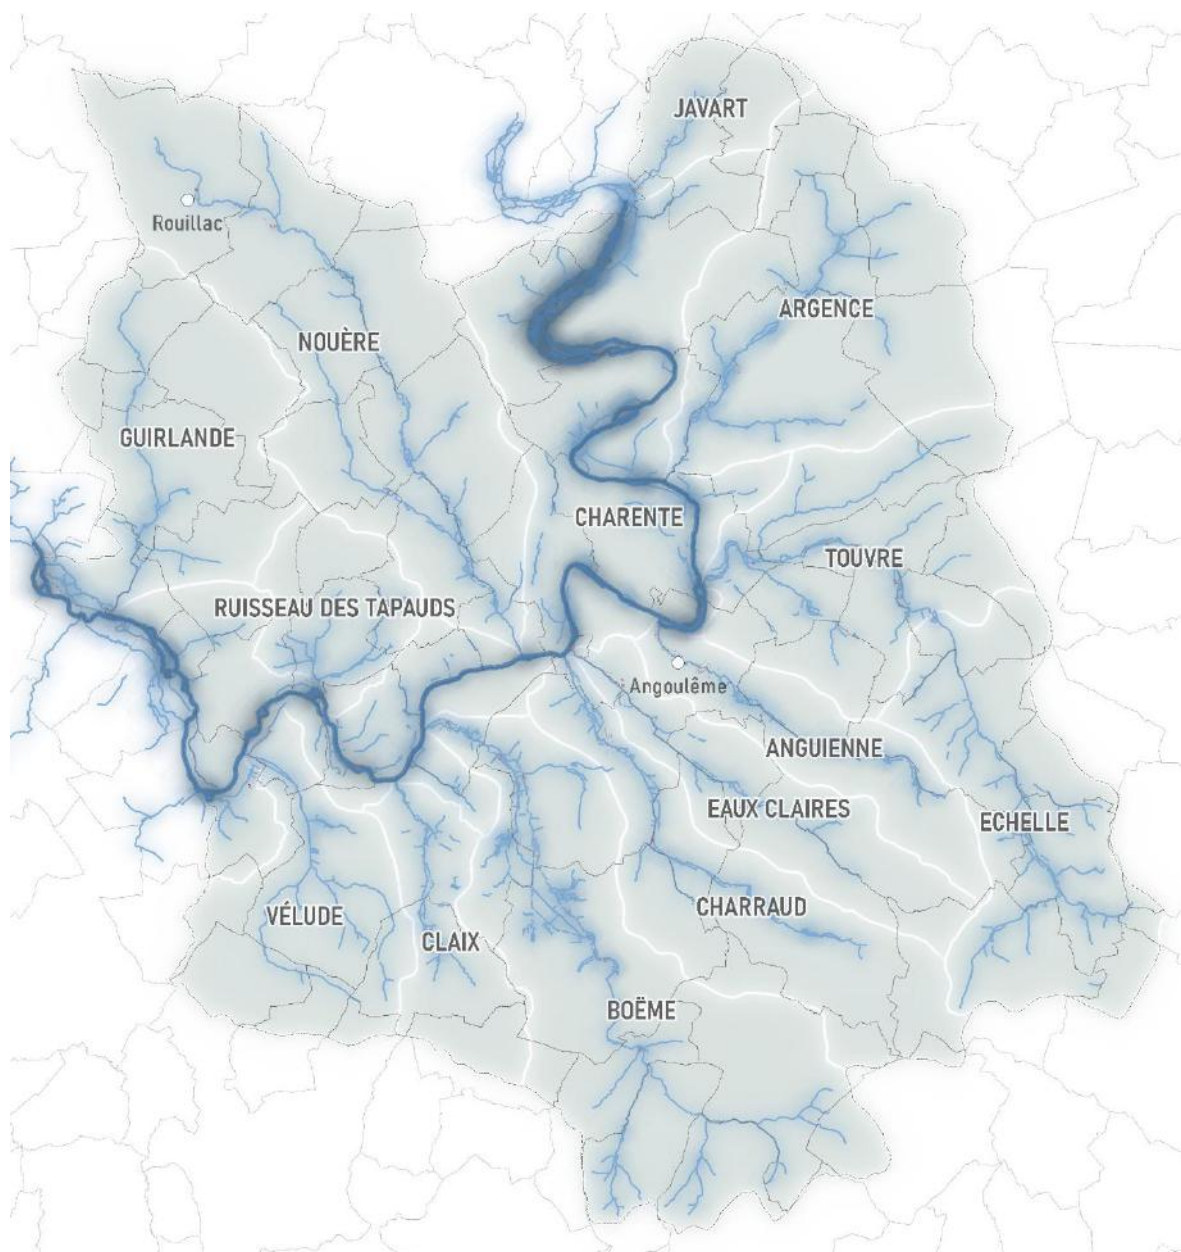 JAVART
Rouillac
ARGENCE
NOUÈRE
GUIRLANDE
CHARENTE
TOUVRE
RUISSEAU DES TAPAUDS
Angoulême
ANGUIENNE
EAUX CLAIRES
ECHELLE
CHARRAUD
VÉLUDE
CLAIX
BOËME